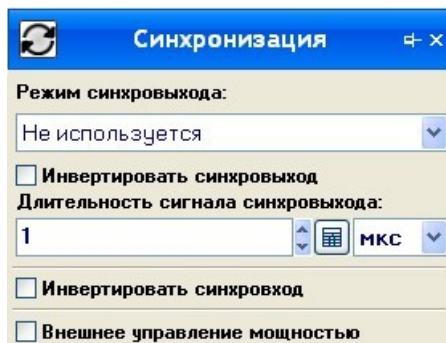 Синхронизация
Режим синхровыхода:
Не используется
Инвертировать синхровыход
Длительность сигнала синхровыхода:
1 мкс
Инвертировать синхровход
Внешнее управление мощностью